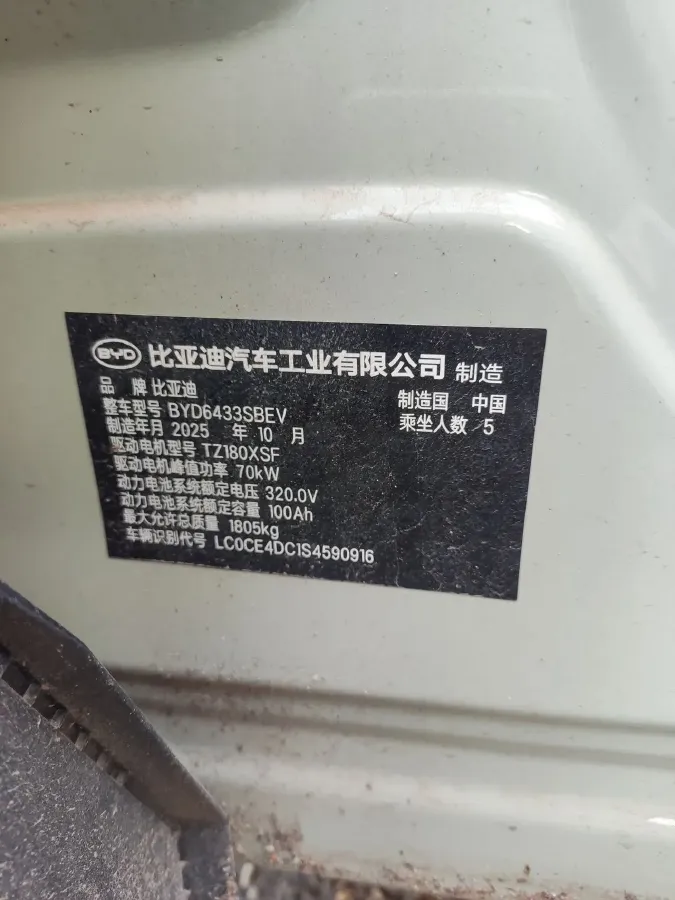 BYD 比亚迪汽车工业有限公司 制造
品 牌 比亚迪 制造国 中国
整车型号 BYD6433SBEV 乘坐人数 5
制造年月 2025 年 10 月
驱动电机型号 TZ180XSF
驱动电机峰值功率 70kW
动力电池系统额定电压 320.0V
动力电池系统额定容量 100Ah
最大允许总质量 1805kg
车辆识别代号 LC0CE4DC1S4590916